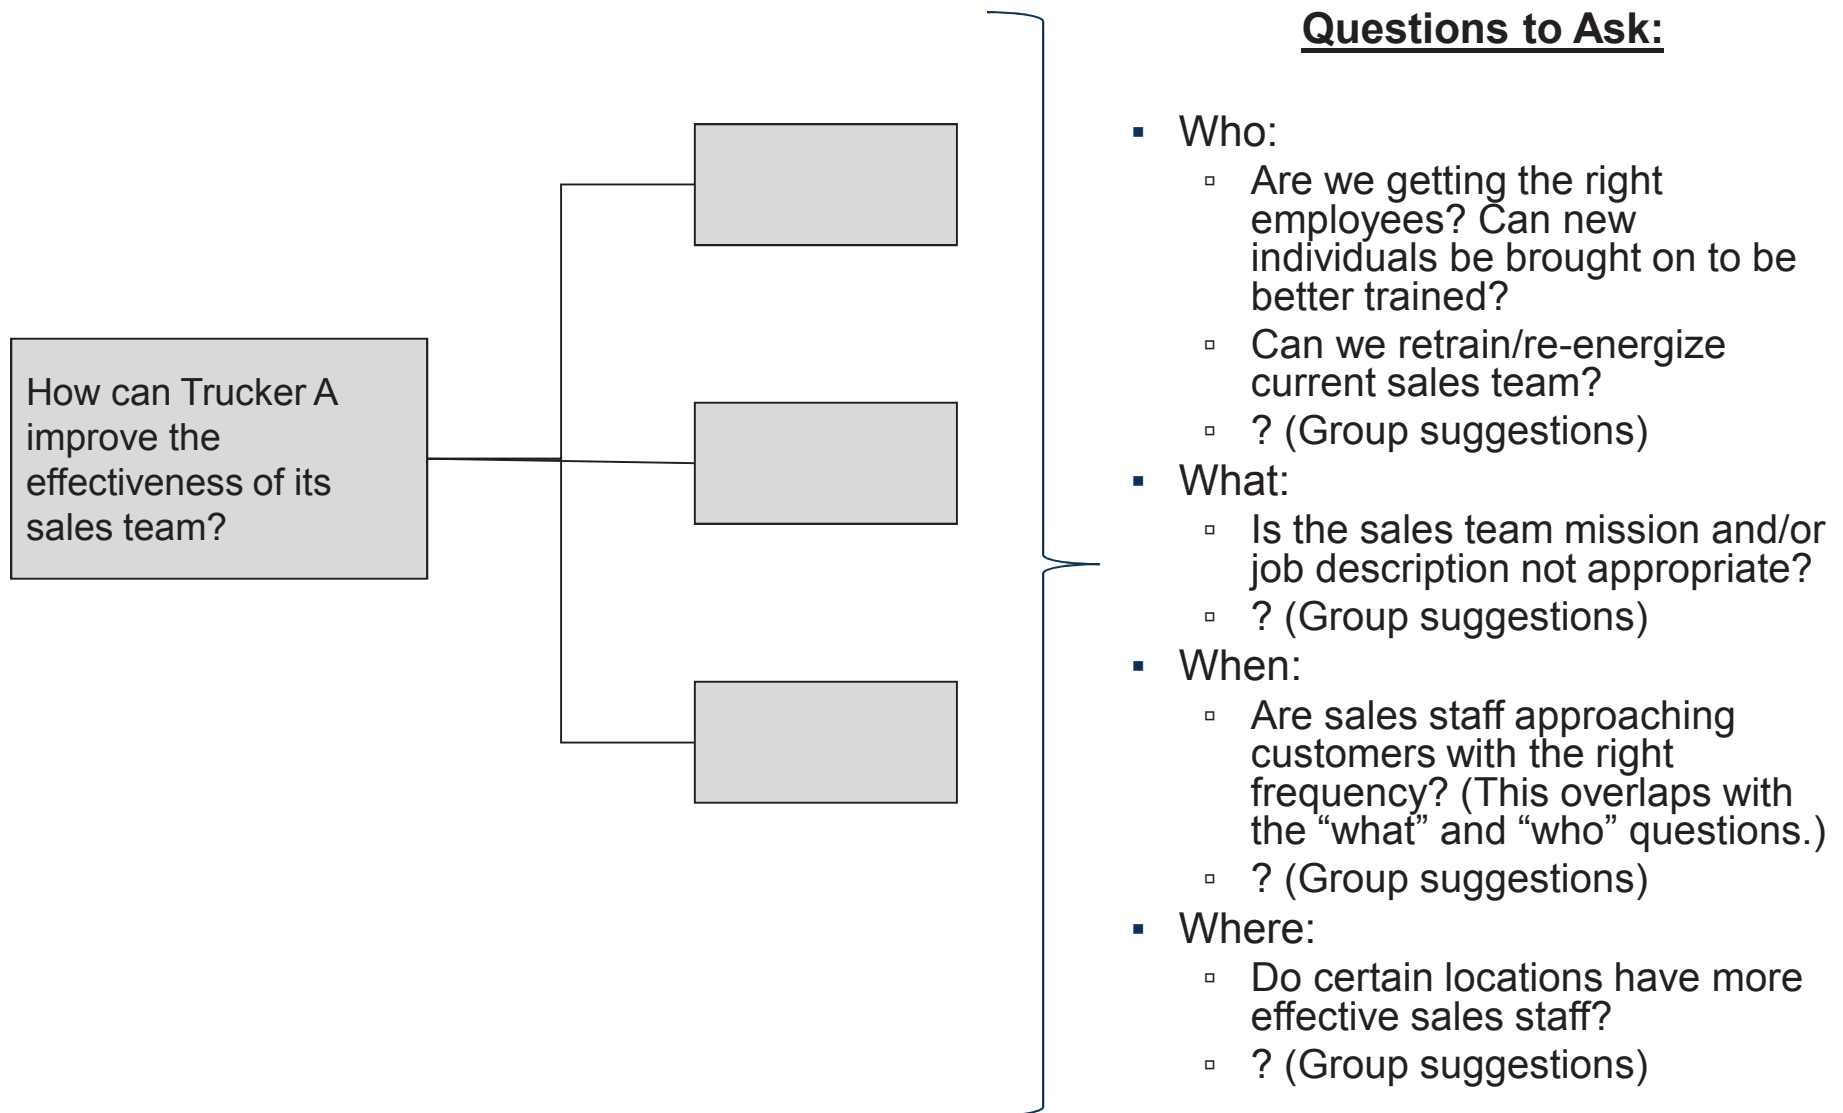 Questions to Ask:
How can Trucker A
improve the
effectiveness of its
sales team?
▪ Who:
▫ Are we getting the right
employees? Can new
individuals be brought on to be
better trained?
▫ Can we retrain/re-energize
current sales team?
▫ ? (Group suggestions)
▪ What:
▫ Is the sales team mission and/or
job description not appropriate?
▫ ? (Group suggestions)
▪ When:
▫ Are sales staff approaching
customers with the right
frequency? (This overlaps with
the “what” and “who” questions.)
▫ ? (Group suggestions)
▪ Where:
▫ Do certain locations have more
effective sales staff?
▫ ? (Group suggestions)